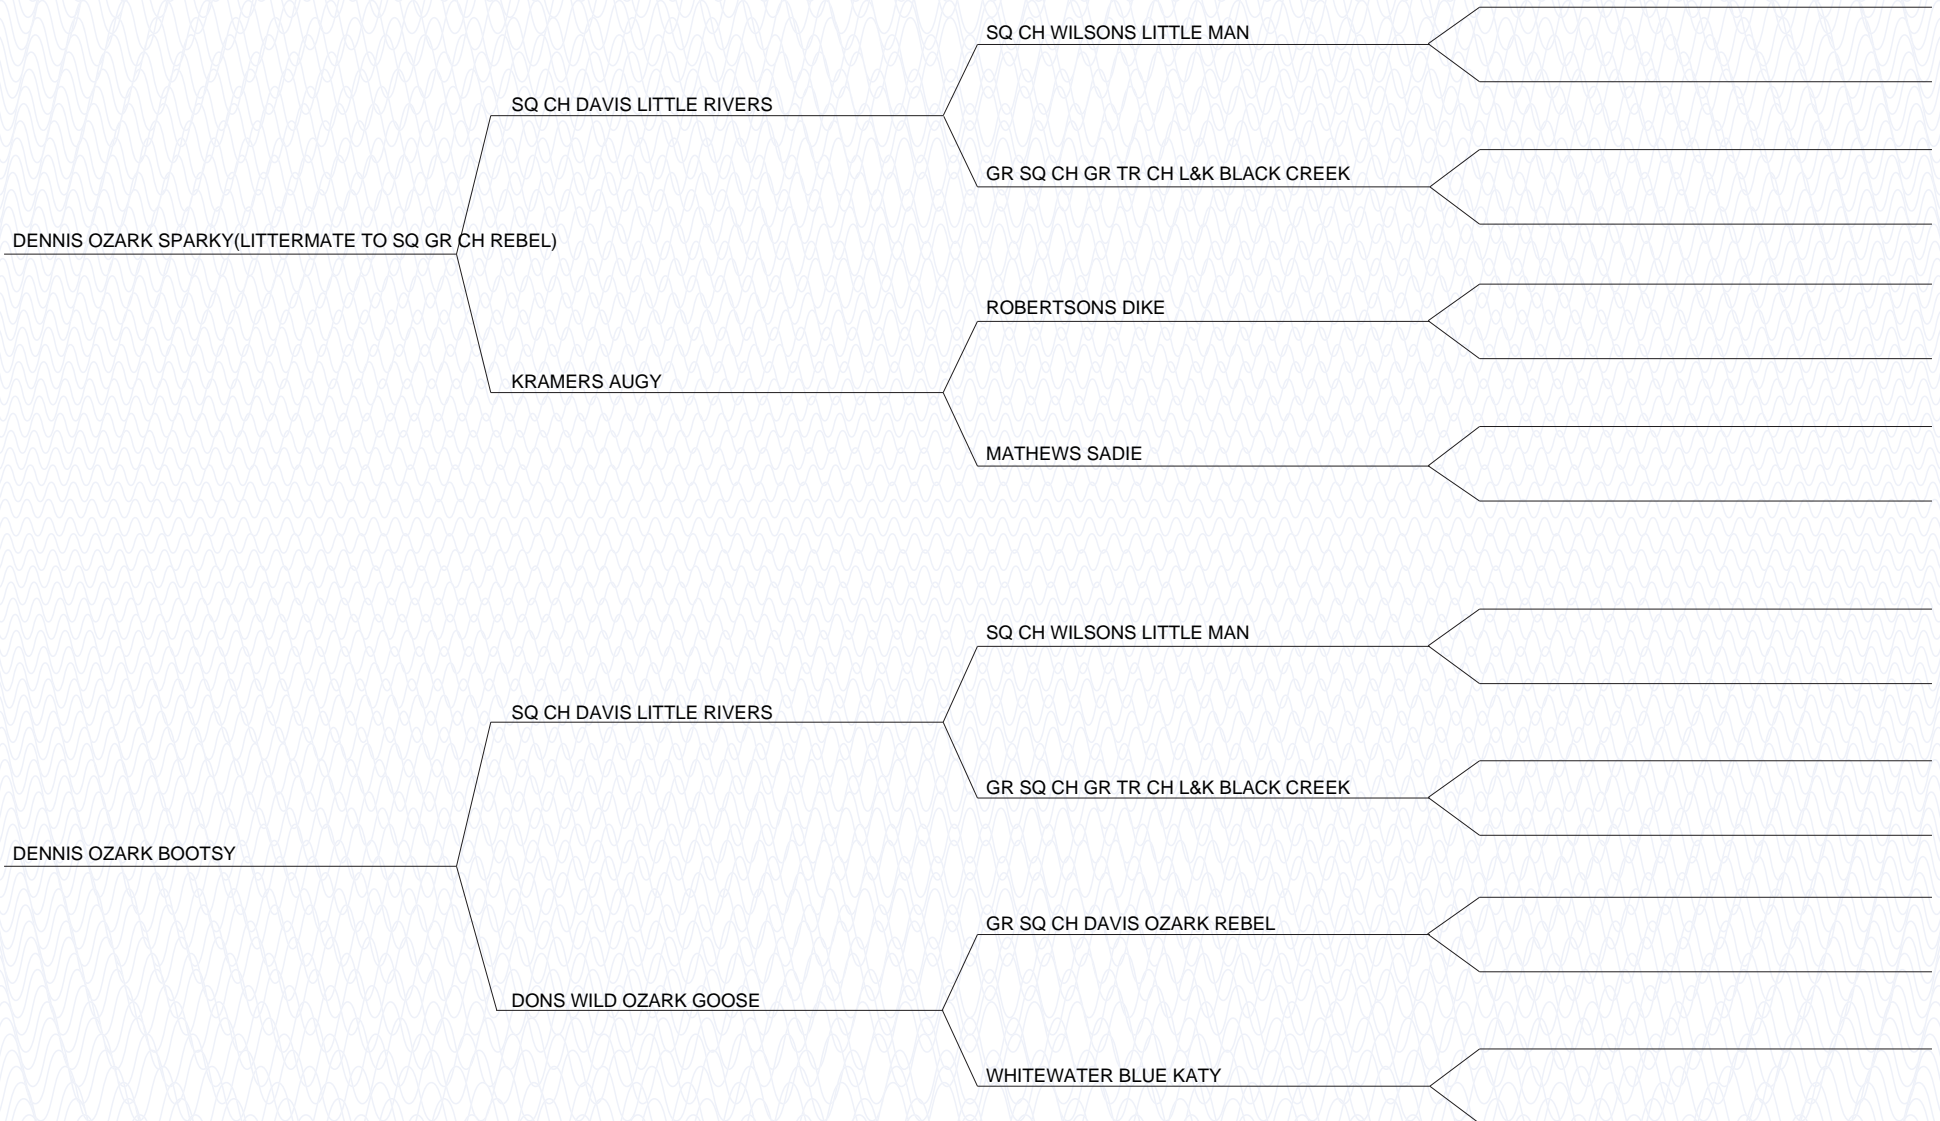 SQ CH WILSONS LITTLE MAN
SQ CH DAVIS LITTLE RIVERS
GR SQ CH GR TR CH L&K BLACK CREEK
DENNIS OZARK SPARKY(LITTERMATE TO SQ GR CH REBEL)
ROBERTSONS DIKE
KRAMERS AUGY
MATHEWS SADIE
SQ CH WILSONS LITTLE MAN
SQ CH DAVIS LITTLE RIVERS
GR SQ CH GR TR CH L&K BLACK CREEK
DENNIS OZARK BOOTSY
GR SQ CH DAVIS OZARK REBEL
DONS WILD OZARK GOOSE
WHITEWATER BLUE KATY